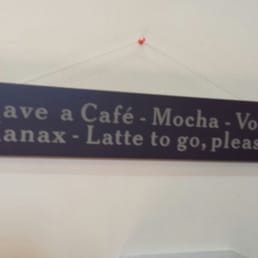 ave a Café - Mocha - Vo
anax - Latte to go, pleas